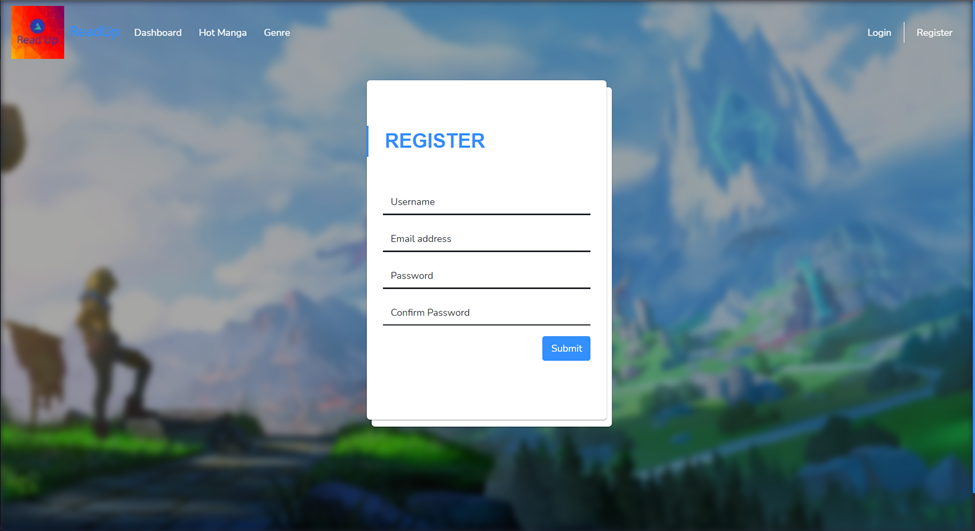 Read Up
ReadUp Dashboard Hot Manga Genre Login Register
REGISTER
Username
Email address
Password
Confirm Password
Submit